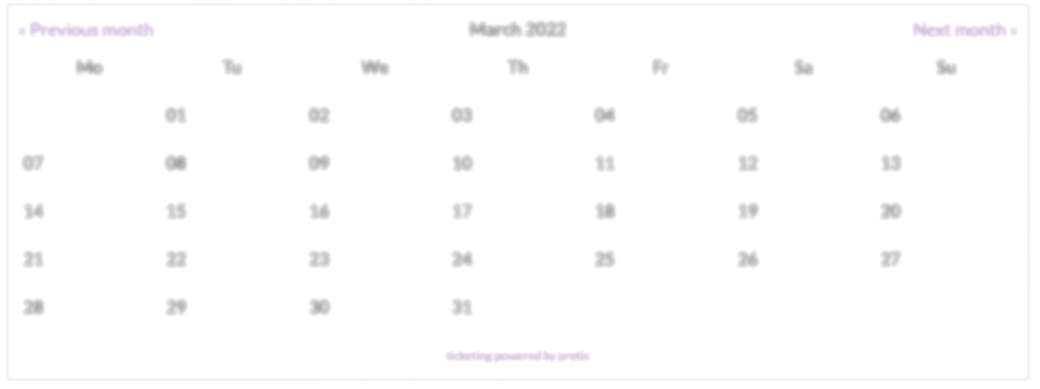 « Previous month March 2022 Next month »
Mo Tu We Th Fr Sa Su
01 02 03 04 05 06
07 08 09 10 11 12 13
14 15 16 17 18 19 20
21 22 23 24 25 26 27
28 29 30 31
ticketing powered by pretix